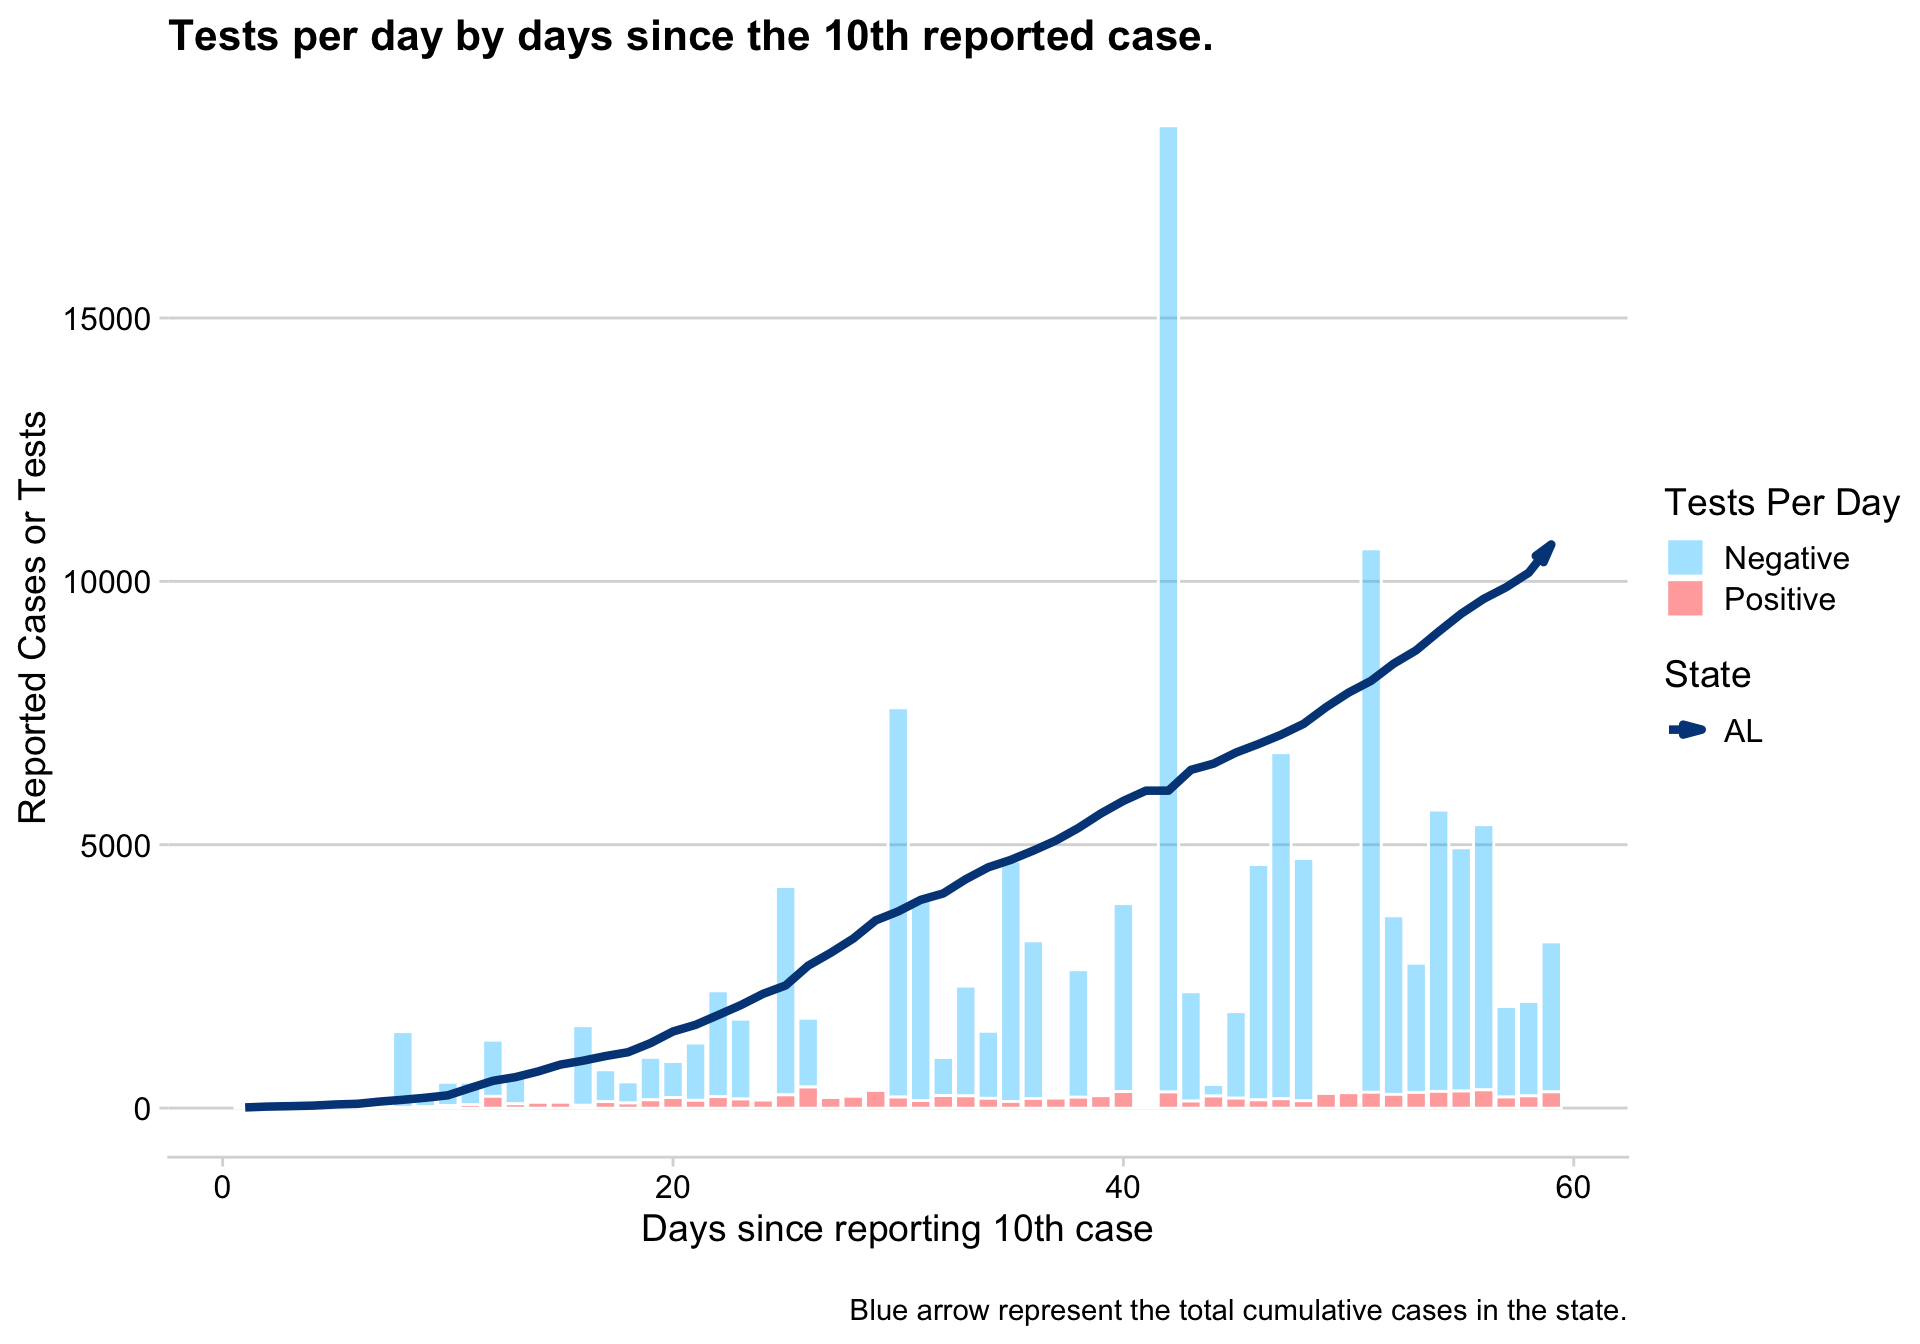 Tests per day by days since the 10th reported case.
Reported Cases or Tests
15000
10000
5000
0
0 20 40 60
Days since reporting 10th case
Tests Per Day
Negative
Positive
State
AL
Blue arrow represent the total cumulative cases in the state.